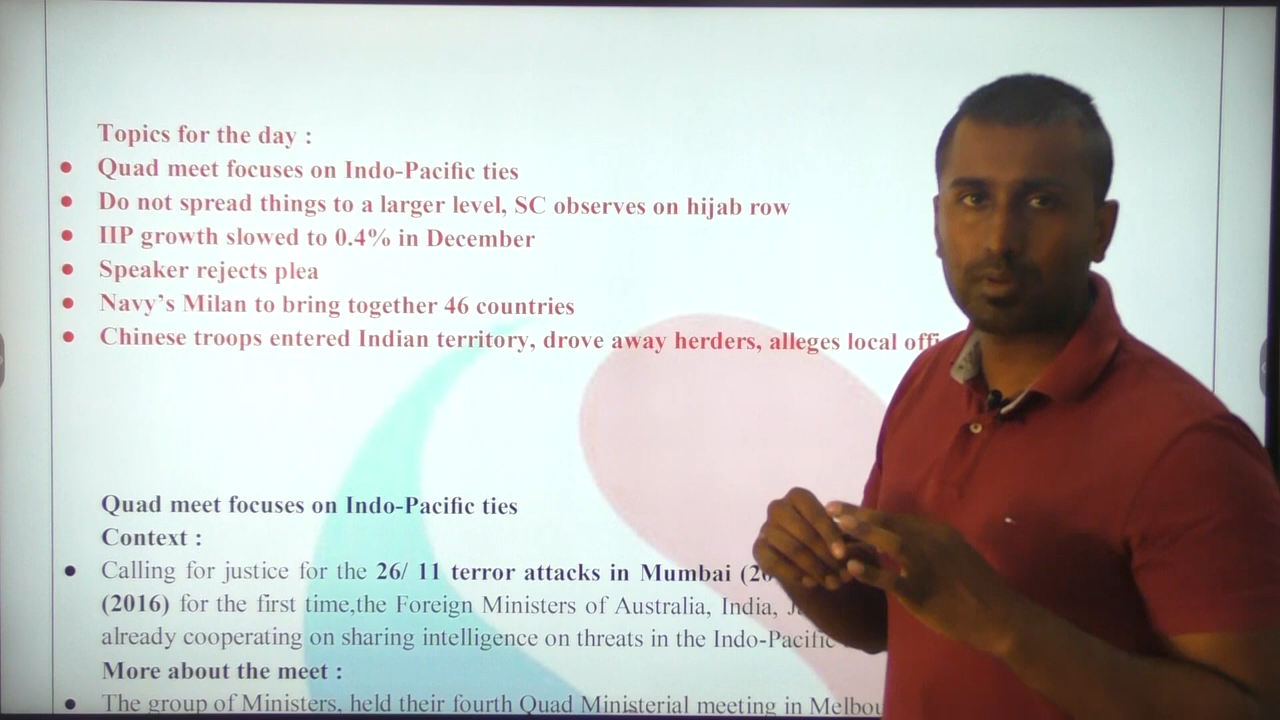 Topics for the day :
• Quad meet focuses on Indo-Pacific ties
• Do not spread things to a larger level, SC observes on hijab row
• IIP growth slowed to 0.4% in December
• Speaker rejects plea
• Navy's Milan to bring together 46 countries
• Chinese troops entered Indian territory, drove away herders, alleges local
Quad meet focuses on Indo-Pacific ties
Context :
• Calling for justice for the 26/ 11 terror attacks in Mumbai
(2016) for the first time,the Foreign Ministers of Australia, India,
already cooperating on sharing intelligence on threats in the Indo-Pacific
More about the meet :
• The group of Ministers, held their fourth Quad Ministerial meeting in